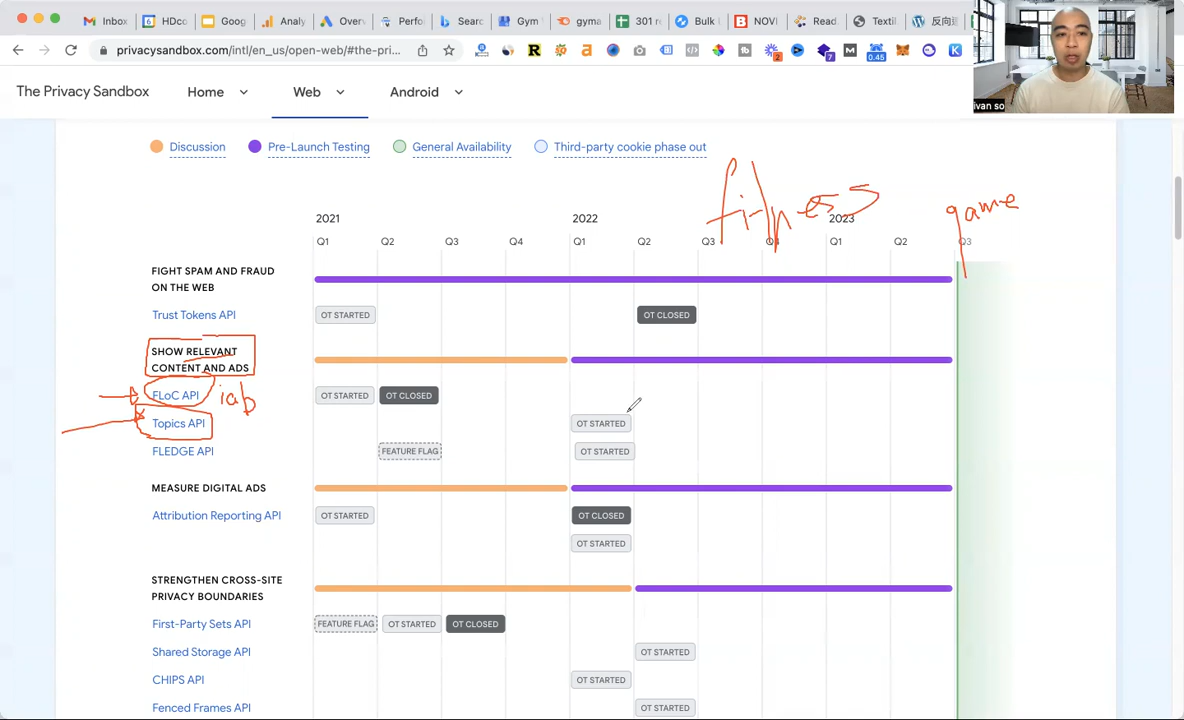 Inbox HDco Goog Analy Overv Perfo Searc Gym gyma 301 r Bulk NOVI Read. Textil 反向
privacysandbox.com/intl/en_us/open-web/#the-pri... 2 7 0.45
ivan so
The Privacy Sandbox Home Web Android
Discussion Pre-Launch Testing General Availability Third-party cookie phase out
fitness
game
2021 2022 2023
Q1 Q2 Q3 Q4 Q1 Q2 Q3 Q4 Q1 Q2 Q3
FIGHT SPAM AND FRAUD
ON THE WEB
Trust Tokens API OT STARTED OT CLOSED
SHOW RELEVANT
CONTENT AND ADS
FLoC API iab OT STARTED OT CLOSED
Topics API OT STARTED
FLEDGE API FEATURE FLAG OT STARTED
MEASURE DIGITAL ADS
Attribution Reporting API OT STARTED OT CLOSED
OT STARTED
STRENGTHEN CROSS-SITE
PRIVACY BOUNDARIES
First-Party Sets API FEATURE FLAG OT STARTED OT CLOSED
Shared Storage API OT STARTED
CHIPS API OT STARTED
Fenced Frames API OT STARTED